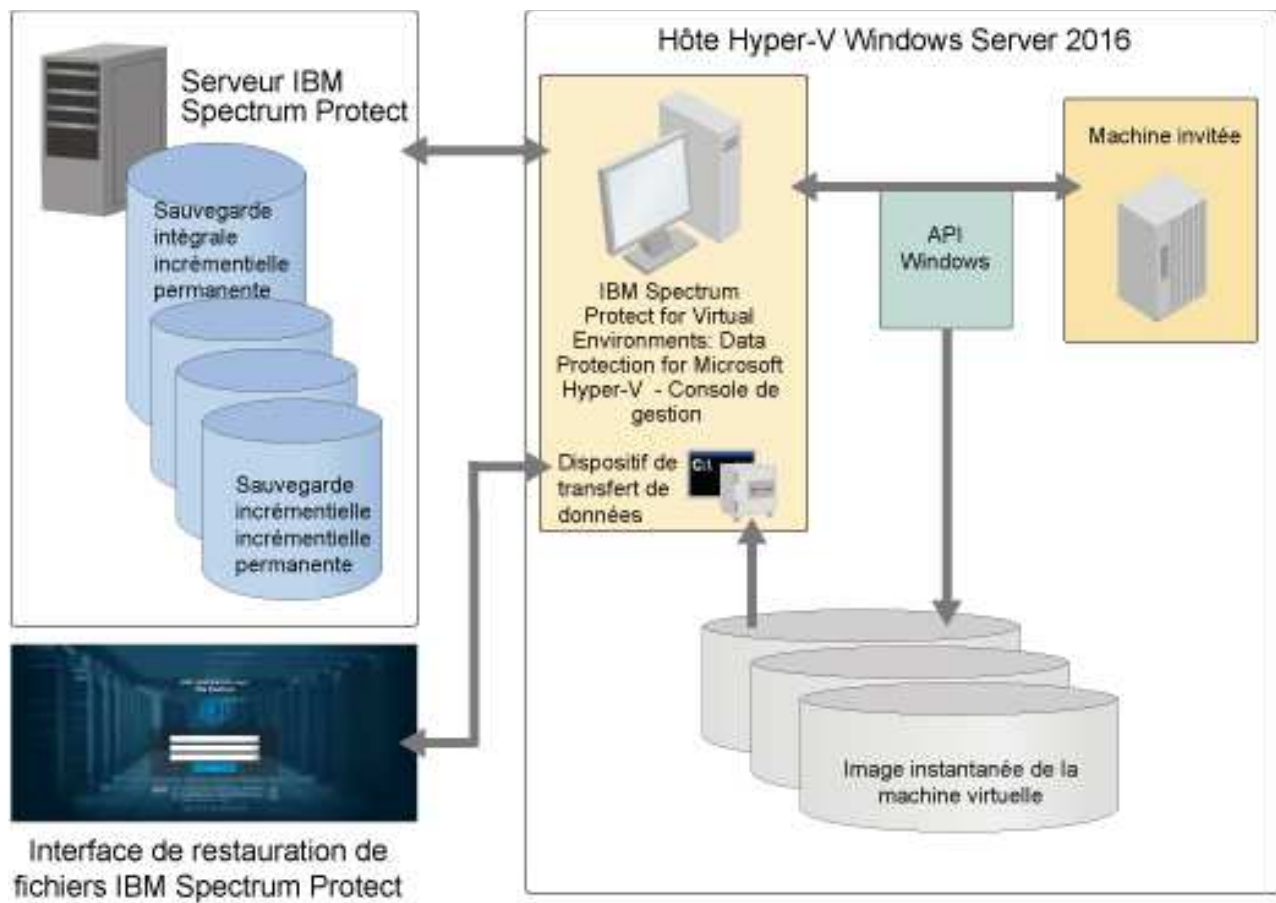 Serveur IBM
Spectrum Protect
Sauvegarde
intégrale
incrémentielle
permanente
Sauvegarde
incrémentielle
incrémentielle
permanente
Interface de restauration de
fichiers IBM Spectrum Protect
Hôte Hyper-V Windows Server 2016
IBM Spectrum
Protect for Virtual
Environments: Data
Protection for Microsoft
Hyper-V - Console de
gestion
Dispositif de
transfert de
données
C:\
API
Windows
Machine invitée
Image instantanée de la
machine virtuelle